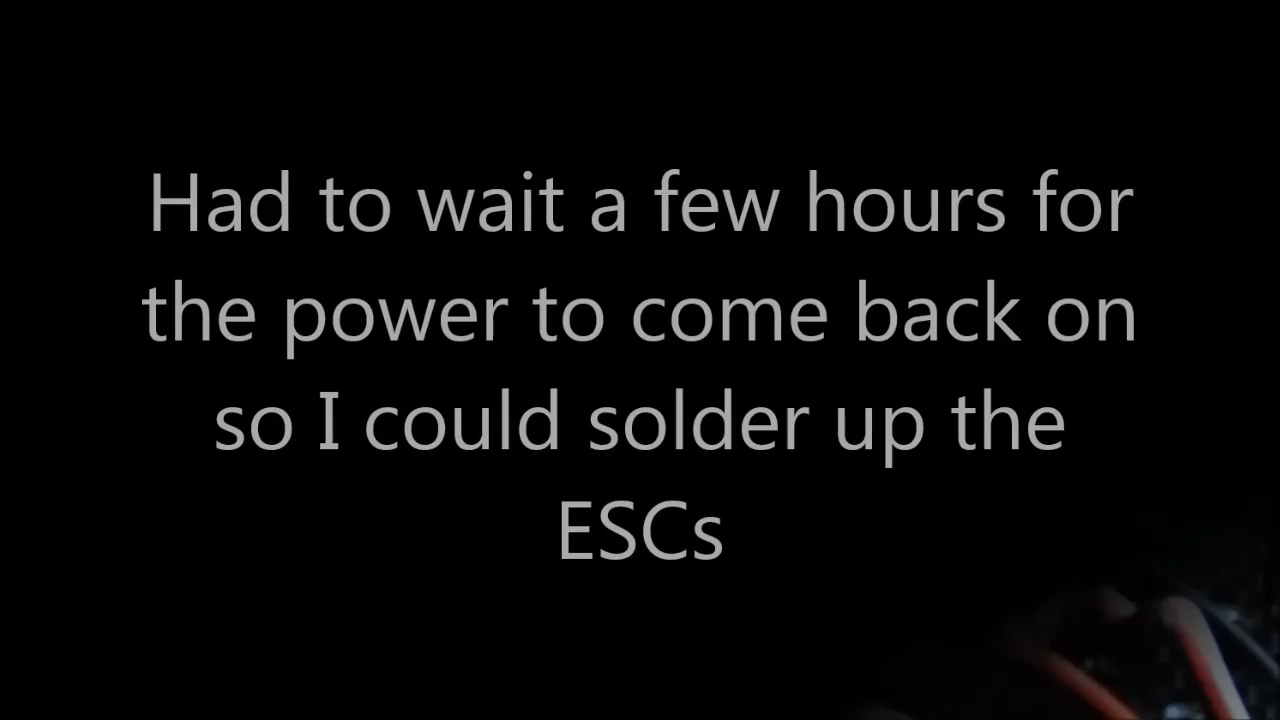 Had to wait a few hours for
the power to come back on
so I could solder up the
ESCs